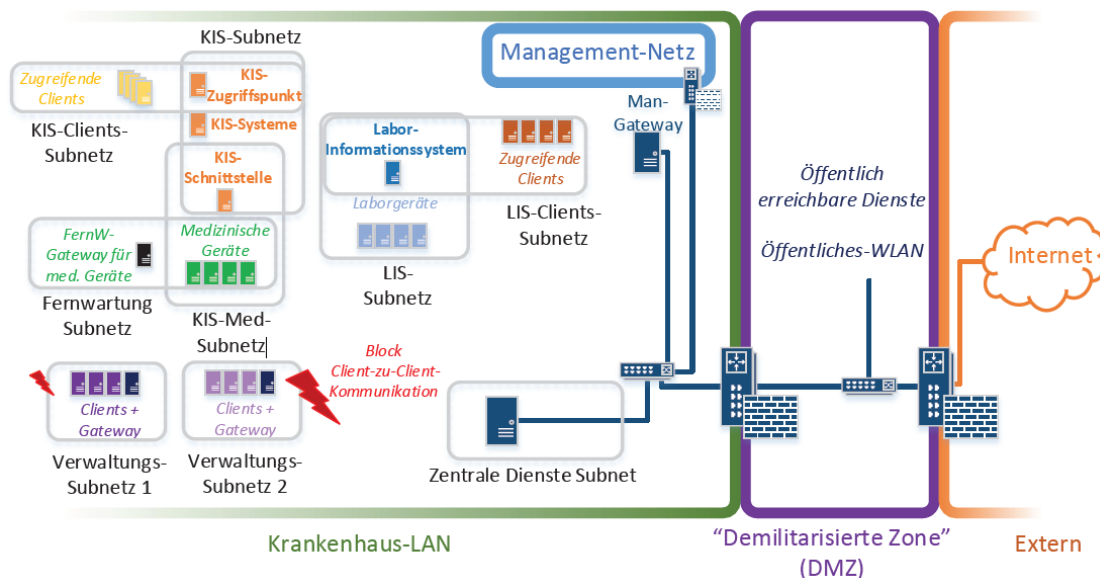 KIS-Subnetz
Zugreifende
Clients
KIS-
Zugriffspunkt
KIS-Clients-
Subnetz
KIS-Systeme
KIS-
Schnittstelle
FernW-
Gateway für
med. Geräte
Medizinische
Geräte
Fernwartung
Subnetz
KIS-Med-
Subnetz
Labor-
Informationssystem
Zugreifende
Clients
Laborgeräte
LIS-Clients-
Subnetz
LIS-
Subnetz
Management-Netz
Man-
Gateway
Clients +
Gateway
Verwaltungs-
Subnetz 1
Clients +
Gateway
Verwaltungs-
Subnetz 2
Block
Client-zu-Client-
Kommunikation
Zentrale Dienste Subnet
Öffentlich
erreichbare Dienste
Öffentliches-WLAN
Internet
Krankenhaus-LAN
“Demilitarisierte Zone”
(DMZ)
Extern